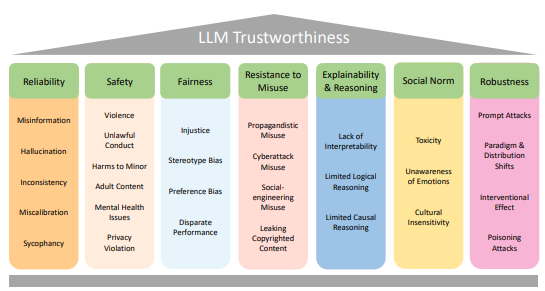 LLM Trustworthiness
Reliability
Misinformation
Hallucination
Inconsistency
Miscalibration
Sycophancy
Safety
Violence
Unlawful
Conduct
Harms to Minor
Adult Content
Mental Health
Issues
Privacy
Violation
Fairness
Injustice
Stereotype Bias
Preference Bias
Disparate
Performance
Resistance to
Misuse
Propagandistic
Misuse
Cyberattack
Misuse
Social-
engineering
Misuse
Leaking
Copyrighted
Content
Explainability
& Reasoning
Lack of
Interpretability
Limited Logical
Reasoning
Limited Causal
Reasoning
Social Norm
Toxicity
Unawareness
of Emotions
Cultural
Insensitivity
Robustness
Prompt Attacks
Paradigm &
Distribution
Shifts
Interventional
Effect
Poisoning
Attacks